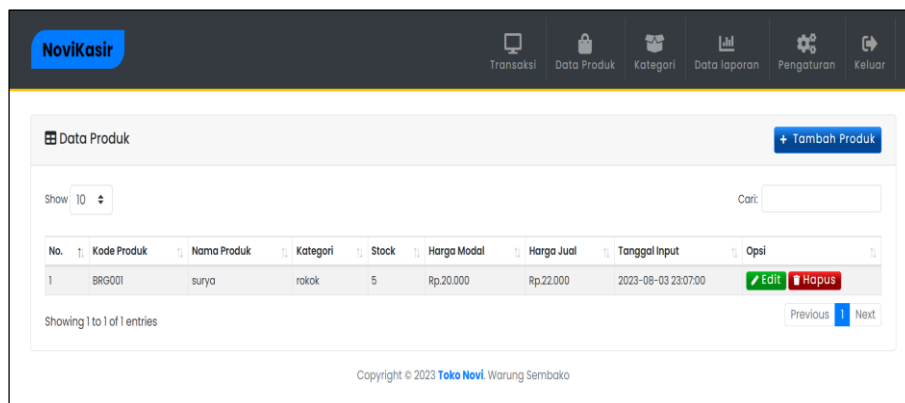 NoviKasir
Transaksi Data Produk Kategori Data laporan Pengaturan Keluar
Data Produk
+ Tambah Produk
Show 10
Cari:
No. Kode Produk Nama Produk Kategori Stock Harga Modal Harga Jual Tanggal Input Opsi
1 BRG001 surya rokok 5 Rp.20.000 Rp.22.000 2023-08-03 23:07:00 Edit Hapus
Showing 1 to 1 of 1 entries
Previous 1 Next
Copyright © 2023 Toko Novi. Warung Sembako